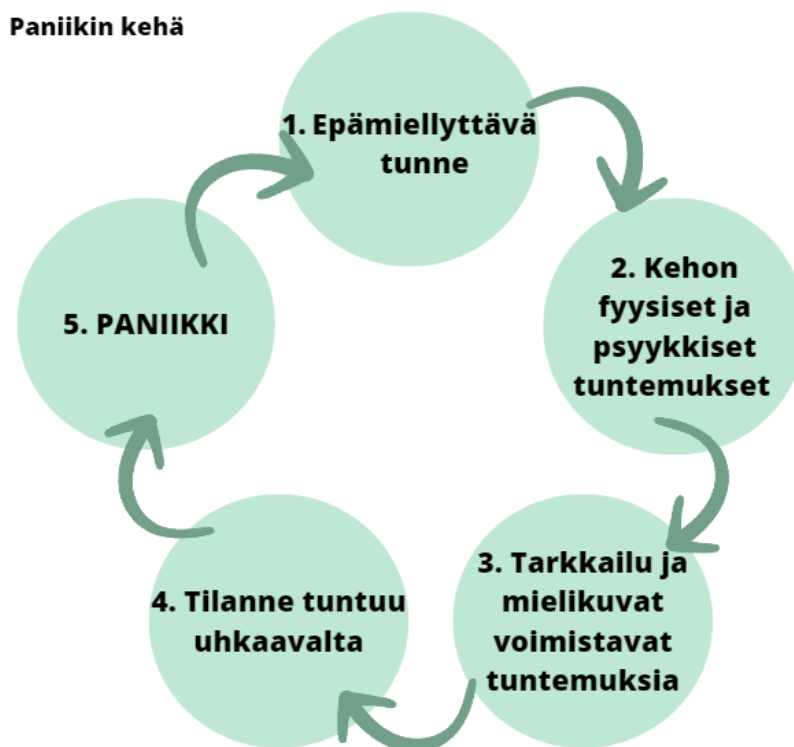 Paniikin kehä
1. Epämiellyttävä
tunne
2. Kehon
fyysiset ja
psyykkiset
tuntemukset
3. Tarkkailu ja
mielikuvat
voimistavat
tuntemuksia
4. Tilanne tuntuu
uhkaavalta
5. PANIIKKI